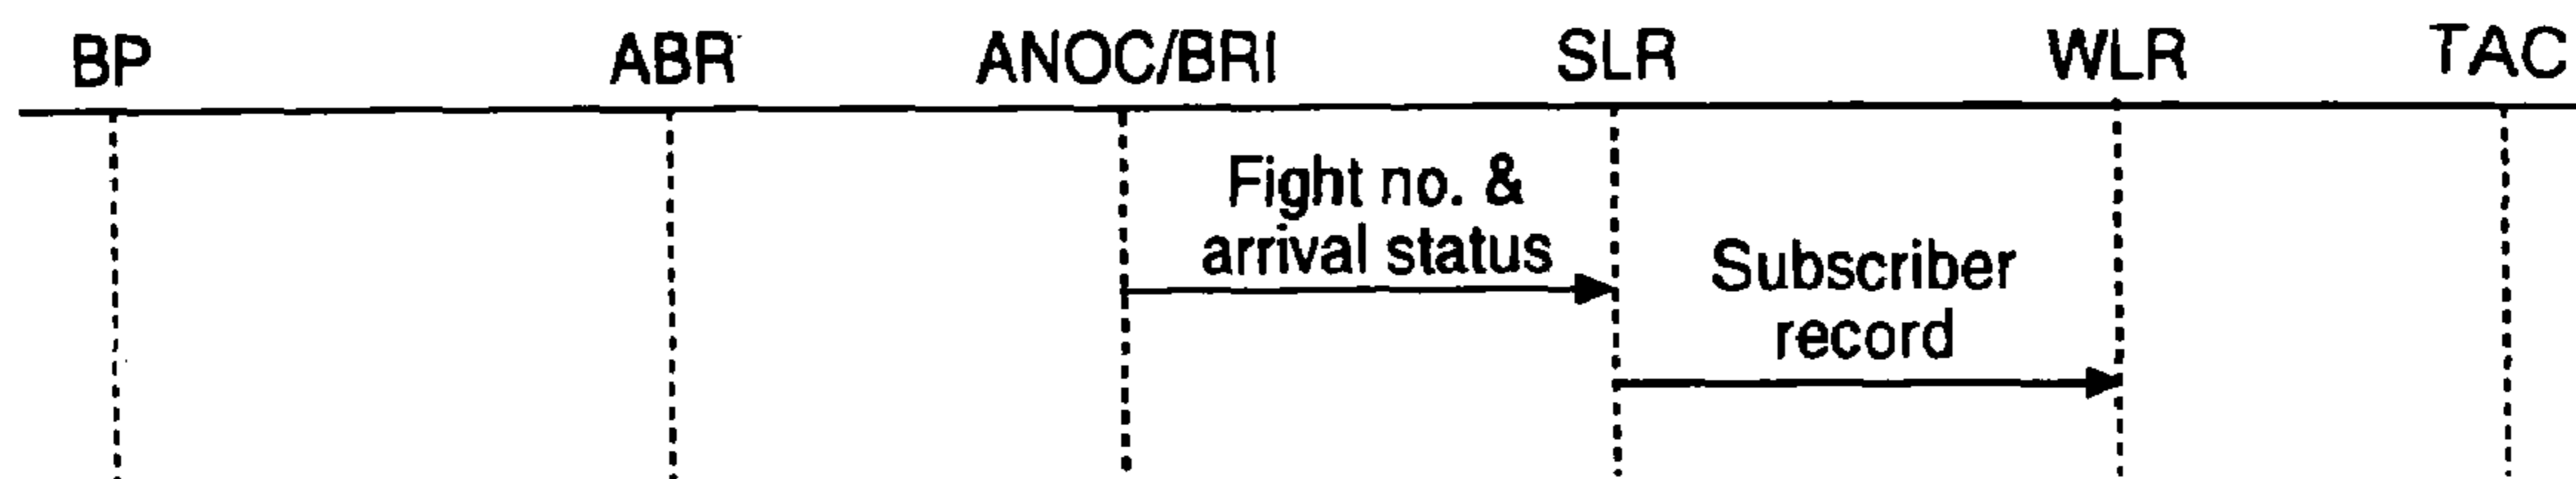 BP ABR ANOC/BRI SLR WLR TAC
Fight no. &
arrival status
Subscriber
record